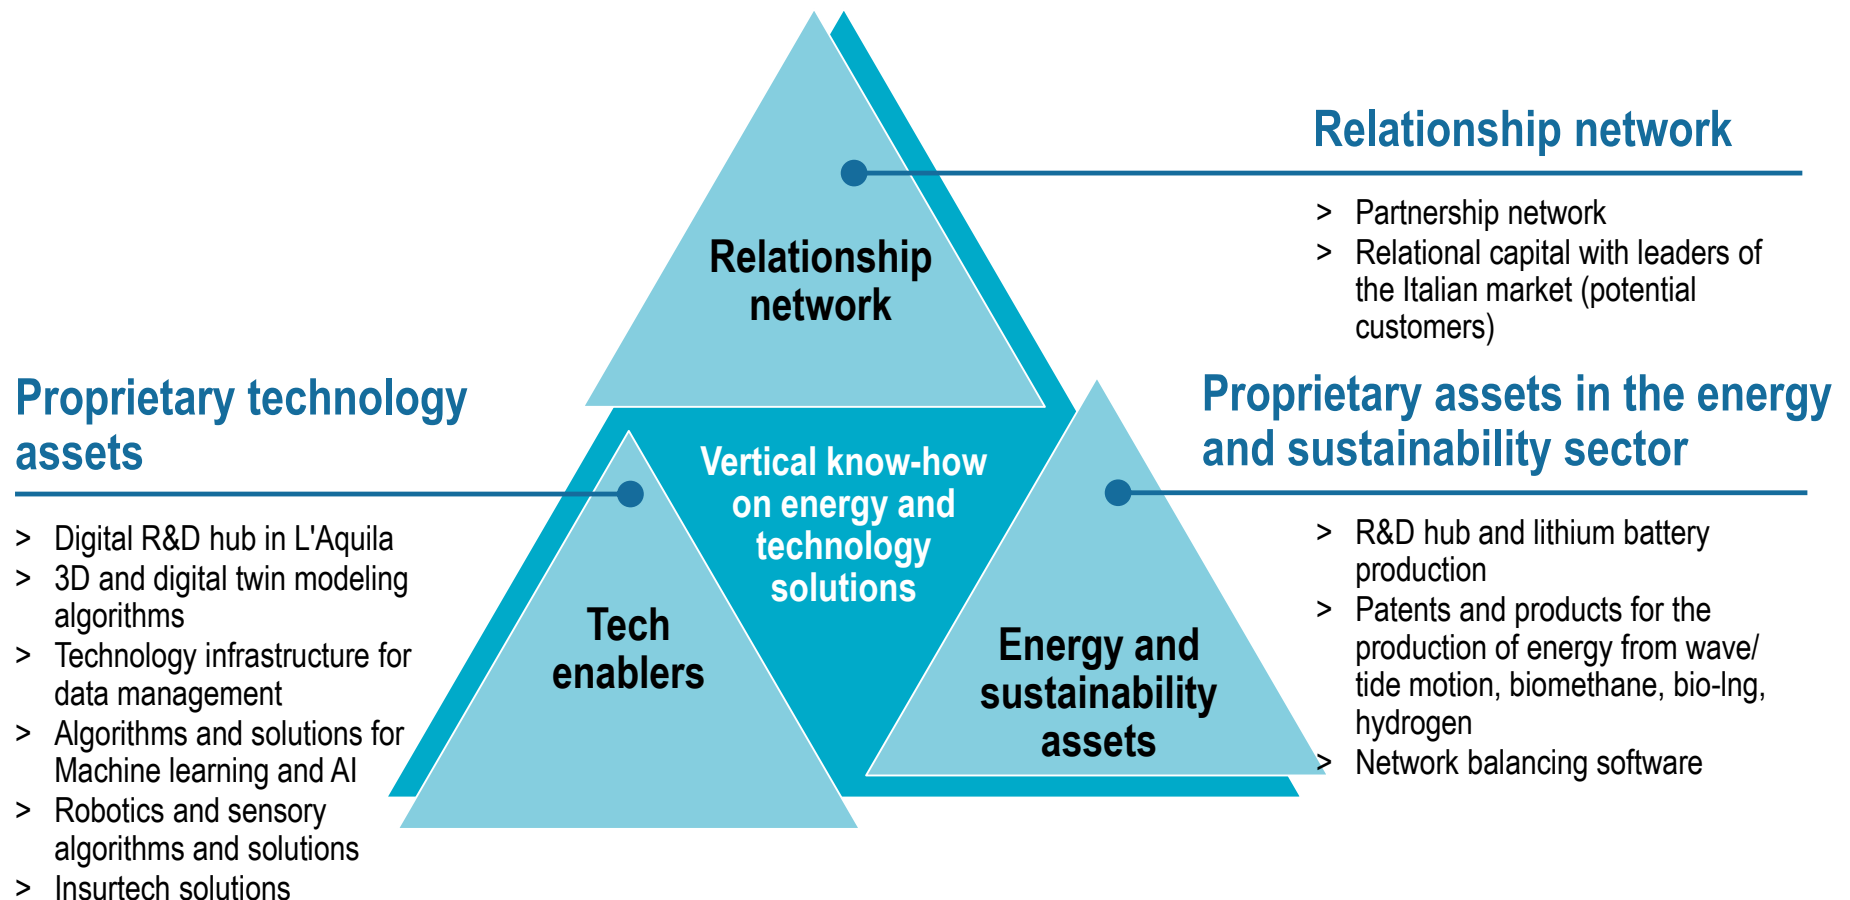 Relationship network
> Partnership network
> Relational capital with leaders of
the Italian market (potential
customers)
Relationship
network
Proprietary technology
assets
> Digital R&D hub in L'Aquila
> 3D and digital twin modeling
algorithms
> Technology infrastructure for
data management
> Algorithms and solutions for
Machine learning and AI
> Robotics and sensory
algorithms and solutions
> Insurtech solutions
Vertical know-how
on energy and
technology
solutions
Tech
enablers
Energy and
sustainability
assets
Proprietary assets in the energy
and sustainability sector
> R&D hub and lithium battery
production
> Patents and products for the
production of energy from wave/
tide motion, biomethane, bio-lng,
hydrogen
> Network balancing software